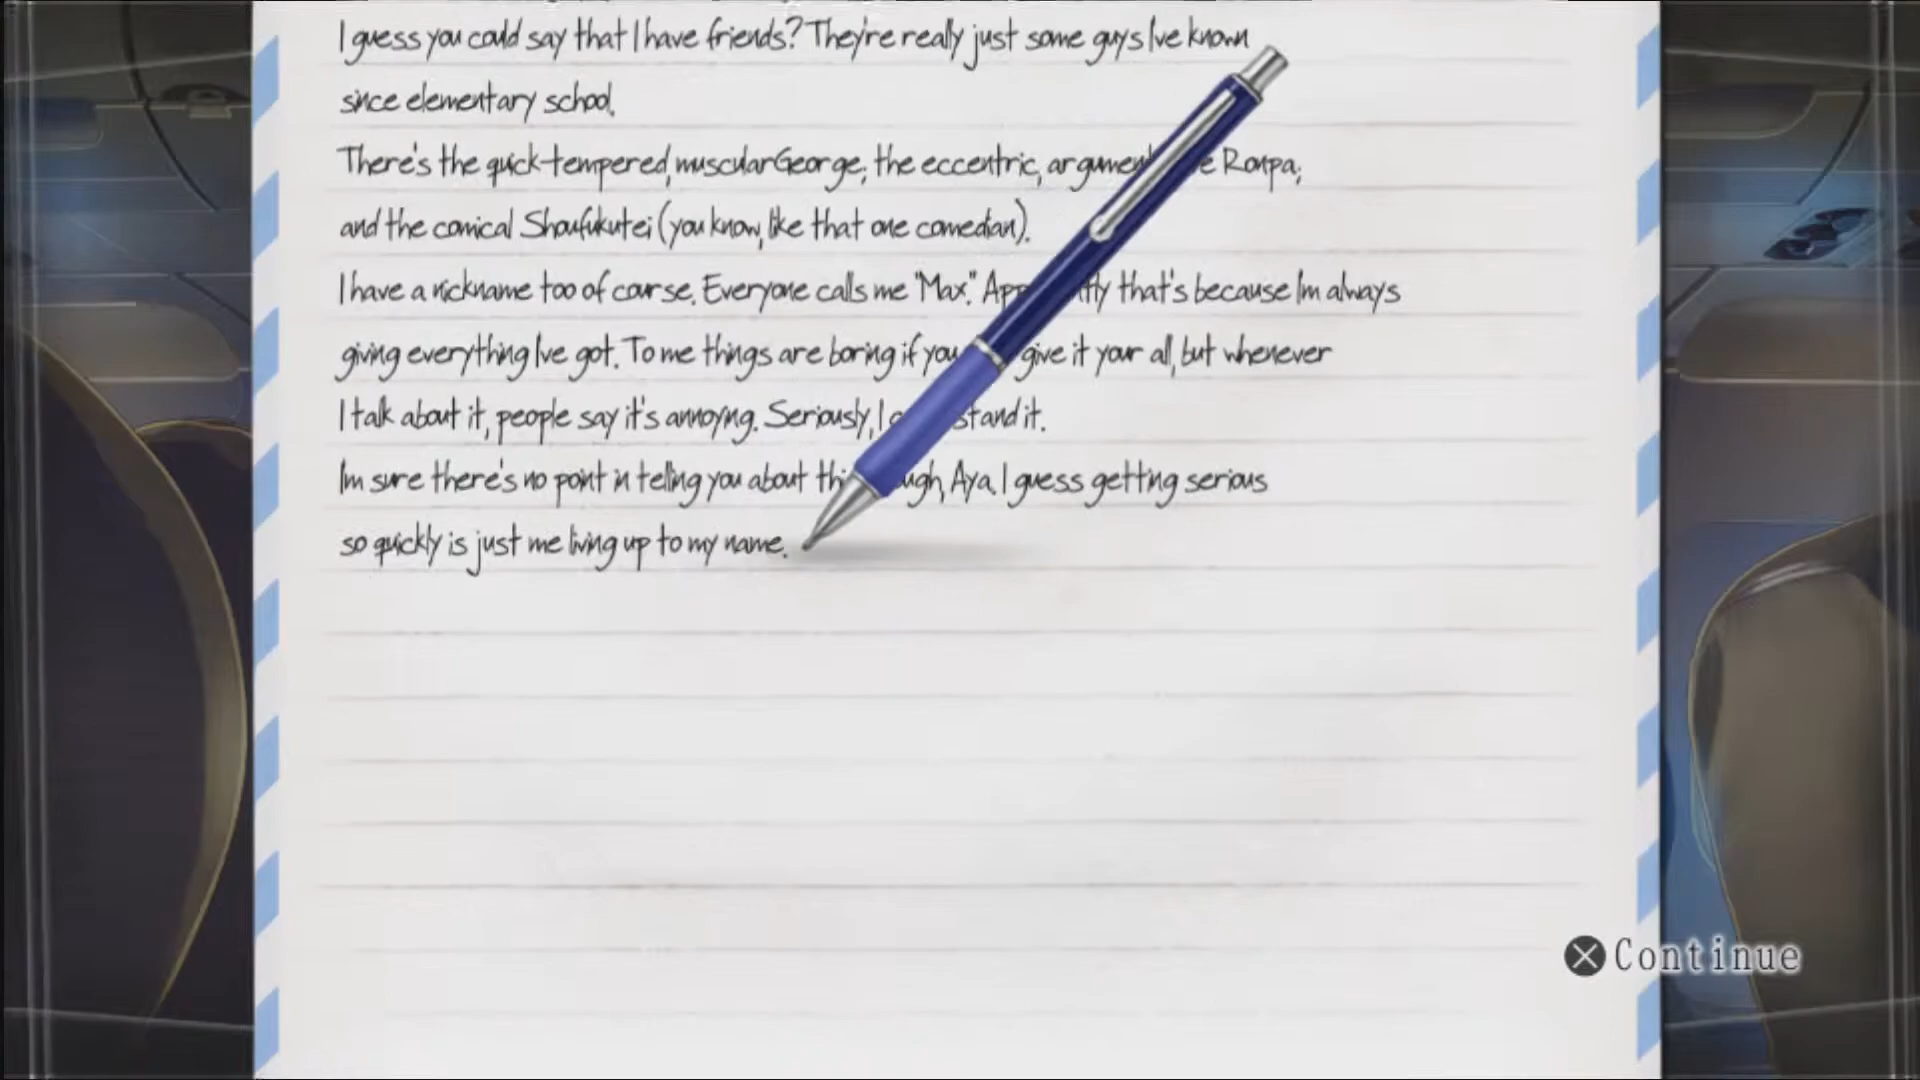 I guess you could say that I have friends? They're really just some guys I've known
since elementary school.
There's the quick-tempered, muscular George; the eccentric, Ronpa;
and the comical Shoufukutei (you know, like that one comedian).
I have a nickname too of course. Everyone calls me "Max." that's because I'm always
giving everything I've got. To me things are boring if you give it your all, but whenever
I talk about it, people say it's annoying. Seriously, I stand it.
I'm sure there's no point in telling you about Aya. I guess getting serious
so quickly is just me living up to my name.
Continue